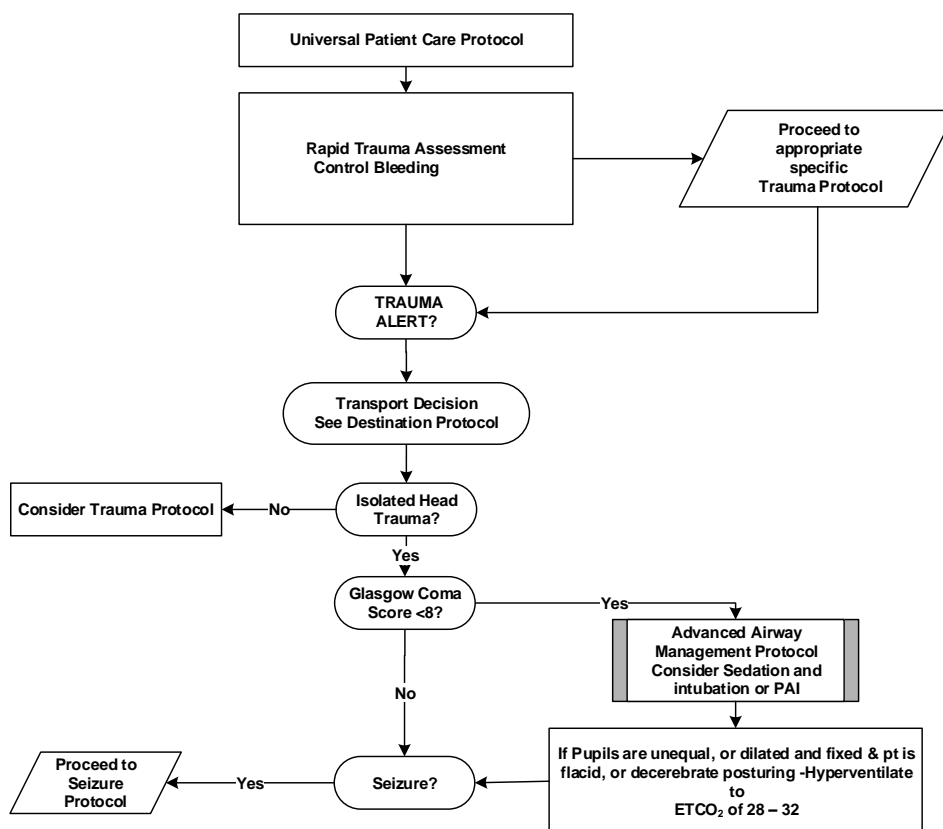 Universal Patient Care Protocol
Rapid Trauma Assessment
Control Bleeding
Proceed to
appropriate
specific
Trauma Protocol
TRAUMA
ALERT?
Transport Decision
See Destination Protocol
Isolated Head
Trauma?
No
Consider Trauma Protocol
Yes
Glasgow Coma
Score <8?
Yes
Advanced Airway
Management Protocol
Consider Sedation and
intubation or PAI
No
If Pupils are unequal, or dilated and fixed & pt is
flacid, or decerebrate posturing -Hyperventilate
to
ETCO₂ of 28 – 32
Seizure?
Yes
Proceed to
Seizure
Protocol